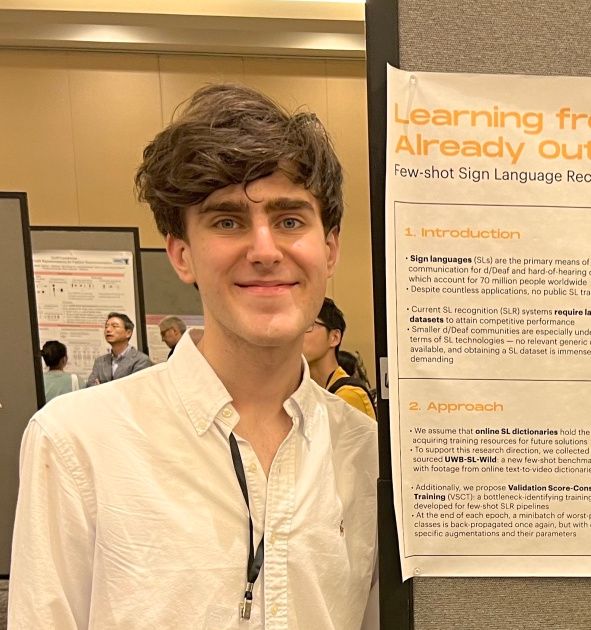 Learning fr
Already Out
Few-shot Sign Language Rec
1. Introduction
• Sign languages (SLs) are the primary means of
communication for d/Deaf and hard-of-hearing
which account for 70 million people worldwide
• Despite countless applications, no public SL tra
• Current SL recognition (SLR) systems require la
datasets to attain competitive performance
• Smaller d/Deaf communities are especially unde
terms of SL technologies — no relevant generic
available, and obtaining a SL dataset is immense
demanding
2. Approach
• We assume that online SL dictionaries hold the
acquiring training resources for future solutions
• To support this research direction, we collected
sourced UWB-SL-Wild: a new few-shot benchma
with footage from online text-to-video dictionarie
• Additionally, we propose Validation Score-Cons
Training (VSCT): a bottleneck-identifying training
developed for few-shot SLR pipelines
• At the end of each epoch, a minibatch of worst-p
classes is back-propagated once again, but with
specific augmentations and their parameters